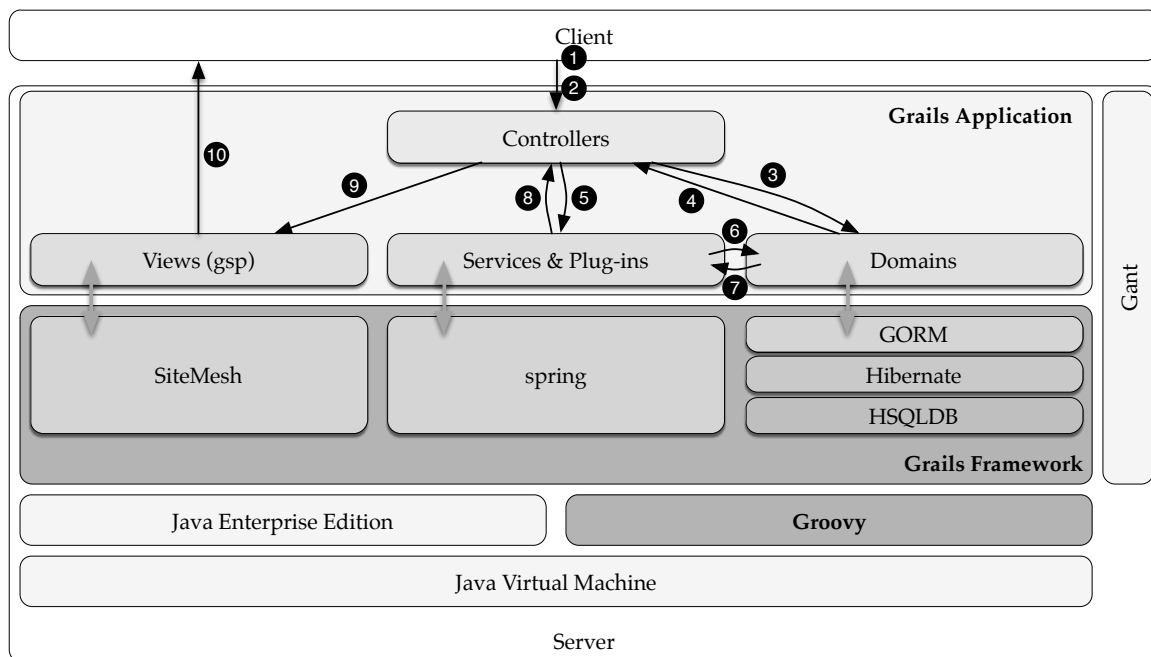 Client
1
2
Grails Application
Controllers
10
9
8
5
4
3
Views (gsp)
Services & Plug-ins
6
7
Domains
Gant
SiteMesh
spring
GORM
Hibernate
HSQLDB
Grails Framework
Java Enterprise Edition
Groovy
Java Virtual Machine
Server